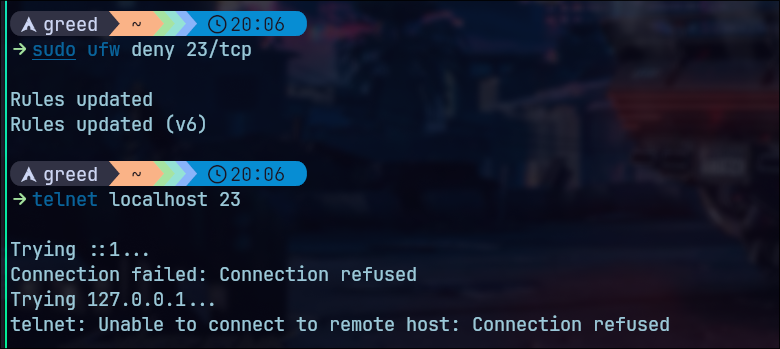 greed ~ 20:06
→ sudo ufw deny 23/tcp
Rules updated
Rules updated (v6)
greed ~ 20:06
→ telnet localhost 23
Trying ::1...
Connection failed: Connection refused
Trying 127.0.0.1...
telnet: Unable to connect to remote host: Connection refused